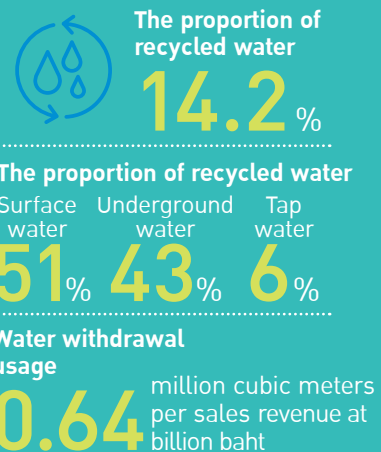 The proportion of
recycled water
14.2 %
The proportion of recycled water
Surface water Underground water Tap water
51% 43% 6%
Water withdrawal
usage
0.64 million cubic meters
per sales revenue at
billion baht